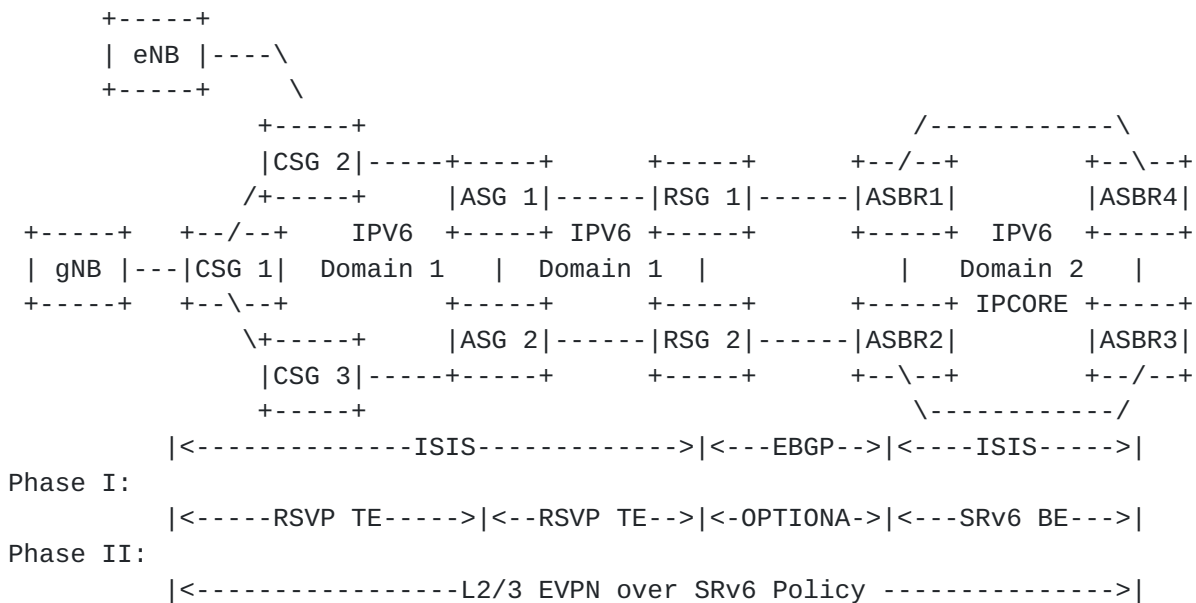 +-----+
| eNB |----\
+-----+     \
+-----+                                  /------------\
|CSG 2|-----+-----+      +-----+      +--/--+        +--\--+
/+-----+      |ASG 1|------|RSG 1|------|ASBR1|        |ASBR4|
+-----+   +--/--+    IPV6  +-----+ IPV6 +-----+      +-----+  IPV6  +-----+
| gNB |---|CSG 1|  Domain 1   |  Domain 1  |            |   Domain 2   |
+-----+   +--\--+          +-----+      +-----+      +-----+ IPCORE +-----+
\+-----+      |ASG 2|------|RSG 2|------|ASBR2|        |ASBR3|
|CSG 3|-----+-----+      +-----+      +--\--+        +--/--+
+-----+                                  \------------/
|<--------------ISIS------------->|<---EBGP-->|<----ISIS----->|
Phase I:
|<-----RSVP TE----->|<--RSVP TE-->|<-OPTIONA->|<---SRv6 BE--->|
Phase II:
|<-----------------L2/3 EVPN over SRv6 Policy --------------->|